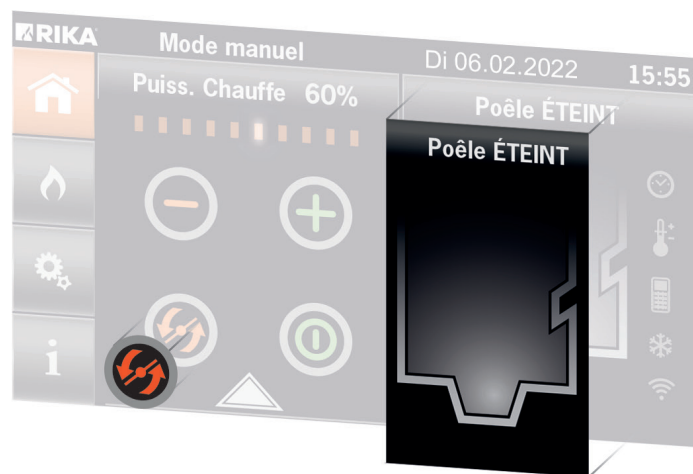 RIKA
Mode manuel
Di 06.02.2022
15:55
Puiss. Chauffe 60%
Poêle ÉTEINT
Poêle ÉTEINT
i